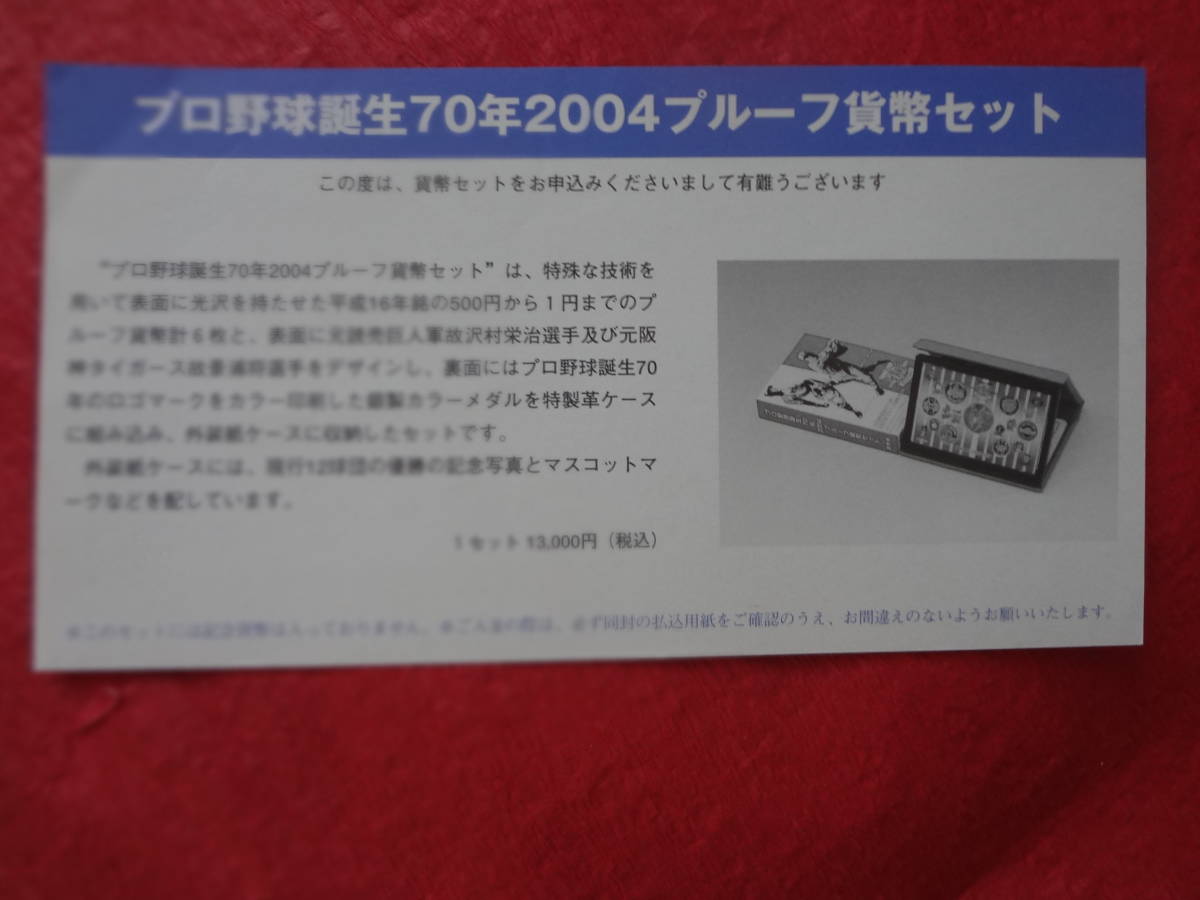 プロ野球誕生70年2004プルーフ貨幣セット
この度は、貨幣セットをお申込みくださいまして有難うございます
“プロ野球誕生70年2004プルーフ貨幣セット”は、特殊な技術を
用いて表面に光沢を持たせた平成16年銘の500円から1円までのプ
ルーフ貨幣計6枚と、表面に元読売巨人軍故沢村栄治選手及び元阪
神タイガース故景浦將選手をデザインし、裏面にはプロ野球誕生70
年のロゴマークをカラー印刷した銀製カラーメダルを特製革ケース
に組み込み、外装紙ケースに収納したセットです。
外装紙ケースには、現行12球団の優勝の記念写真とマスコットマ
ークなどを配しています。
1セット 13,000円（税込）
※このセットには記念貨幣は入っておりません。※ご入金の際は、必ず同封の払込用紙をご確認のうえ、お間違えのないようお願いいたします。